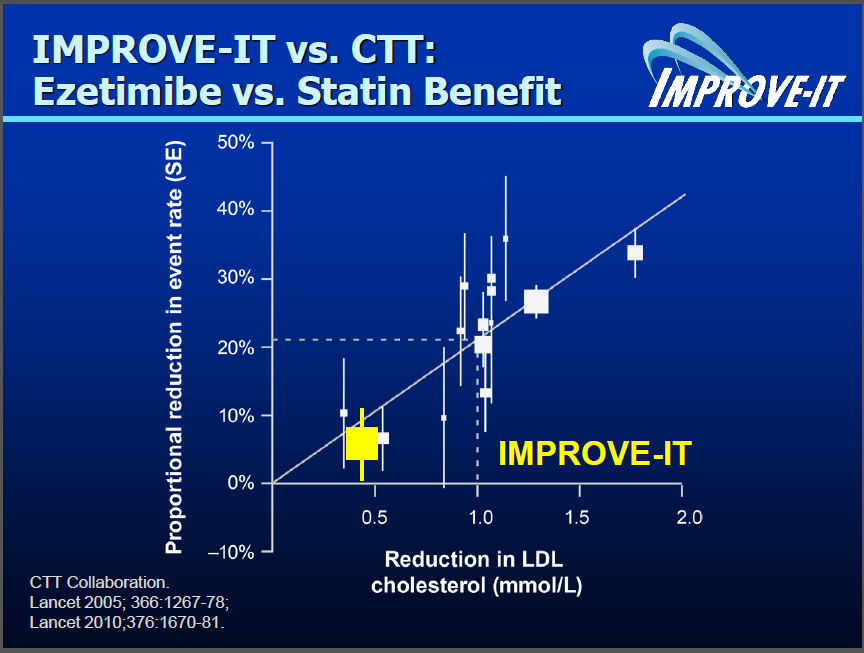 IMPROVE-IT vs. CTT:
Ezetimibe vs. Statin Benefit
IMPROVE-IT
Proportional reduction in event rate (SE)
50%
40%
30%
20%
10%
0%
–10%
IMPROVE-IT
0.5
1.0
1.5
2.0
Reduction in LDL
cholesterol (mmol/L)
CTT Collaboration.
Lancet 2005; 366:1267-78;
Lancet 2010;376:1670-81.